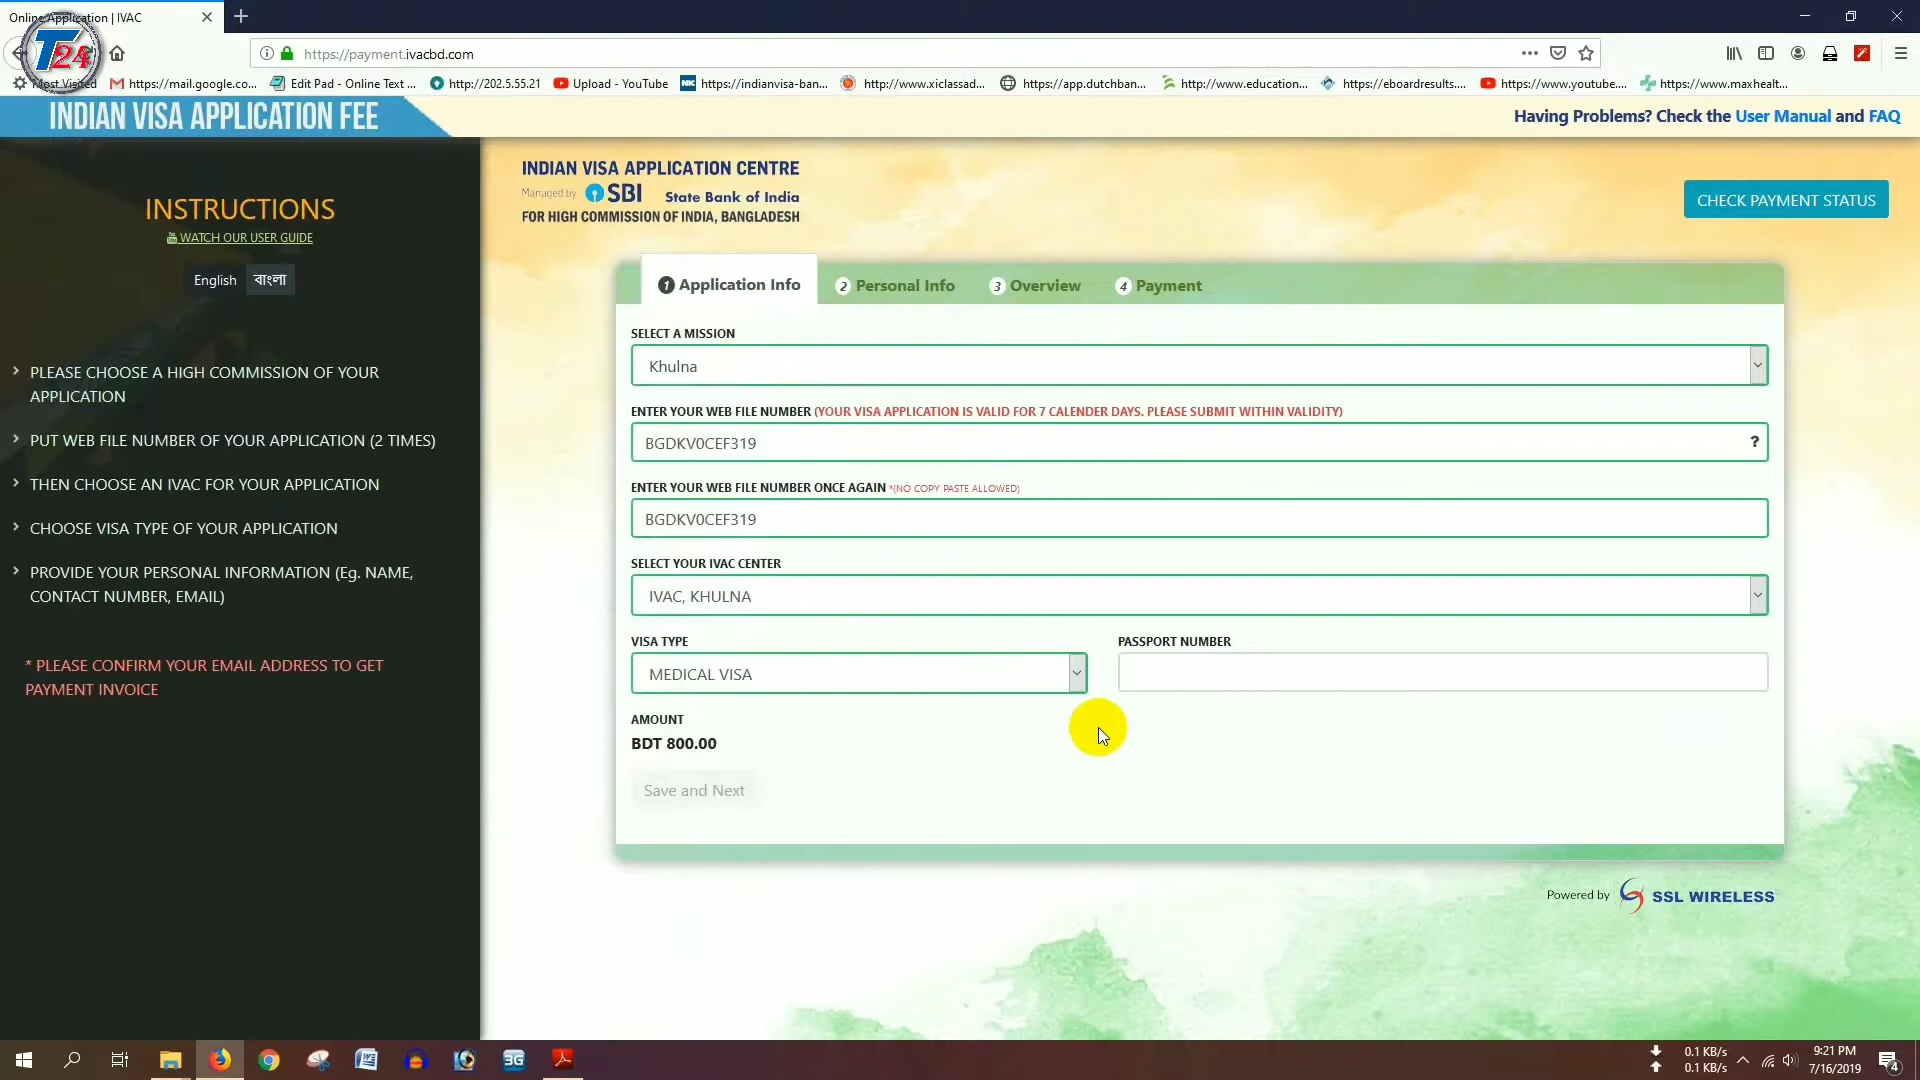 Online Application | IVAC
T24
https://payment.ivacbd.com
Most Visited
https://mail.google.co...
Edit Pad - Online Text ...
http://202.5.55.21
Upload - YouTube
NK
https://indianvisa-ban...
http://www.xiclassad...
https://app.dutchban...
http://www.education...
https://eboardresults....
https://www.youtube....
https://www.maxhealt...
INDIAN VISA APPLICATION FEE
Having Problems? Check the User Manual and FAQ
INSTRUCTIONS
WATCH OUR USER GUIDE
English বাংলা
PLEASE CHOOSE A HIGH COMMISSION OF YOUR
APPLICATION
PUT WEB FILE NUMBER OF YOUR APPLICATION (2 TIMES)
THEN CHOOSE AN IVAC FOR YOUR APPLICATION
CHOOSE VISA TYPE OF YOUR APPLICATION
PROVIDE YOUR PERSONAL INFORMATION (Eg. NAME,
CONTACT NUMBER, EMAIL)
* PLEASE CONFIRM YOUR EMAIL ADDRESS TO GET
PAYMENT INVOICE
INDIAN VISA APPLICATION CENTRE
Managed by SBI State Bank of India
FOR HIGH COMMISSION OF INDIA, BANGLADESH
CHECK PAYMENT STATUS
1 Application Info
2 Personal Info
3 Overview
4 Payment
SELECT A MISSION
Khulna
ENTER YOUR WEB FILE NUMBER (YOUR VISA APPLICATION IS VALID FOR 7 CALENDER DAYS. PLEASE SUBMIT WITHIN VALIDITY)
BGDKV0CEF319
?
ENTER YOUR WEB FILE NUMBER ONCE AGAIN *(NO COPY PASTE ALLOWED)
BGDKV0CEF319
SELECT YOUR IVAC CENTER
IVAC, KHULNA
VISA TYPE
MEDICAL VISA
PASSPORT NUMBER
AMOUNT
BDT 800.00
Save and Next
Powered by SSL WIRELESS
3G
0.1 KB/s
0.1 KB/s
9:21 PM
7/16/2019
4